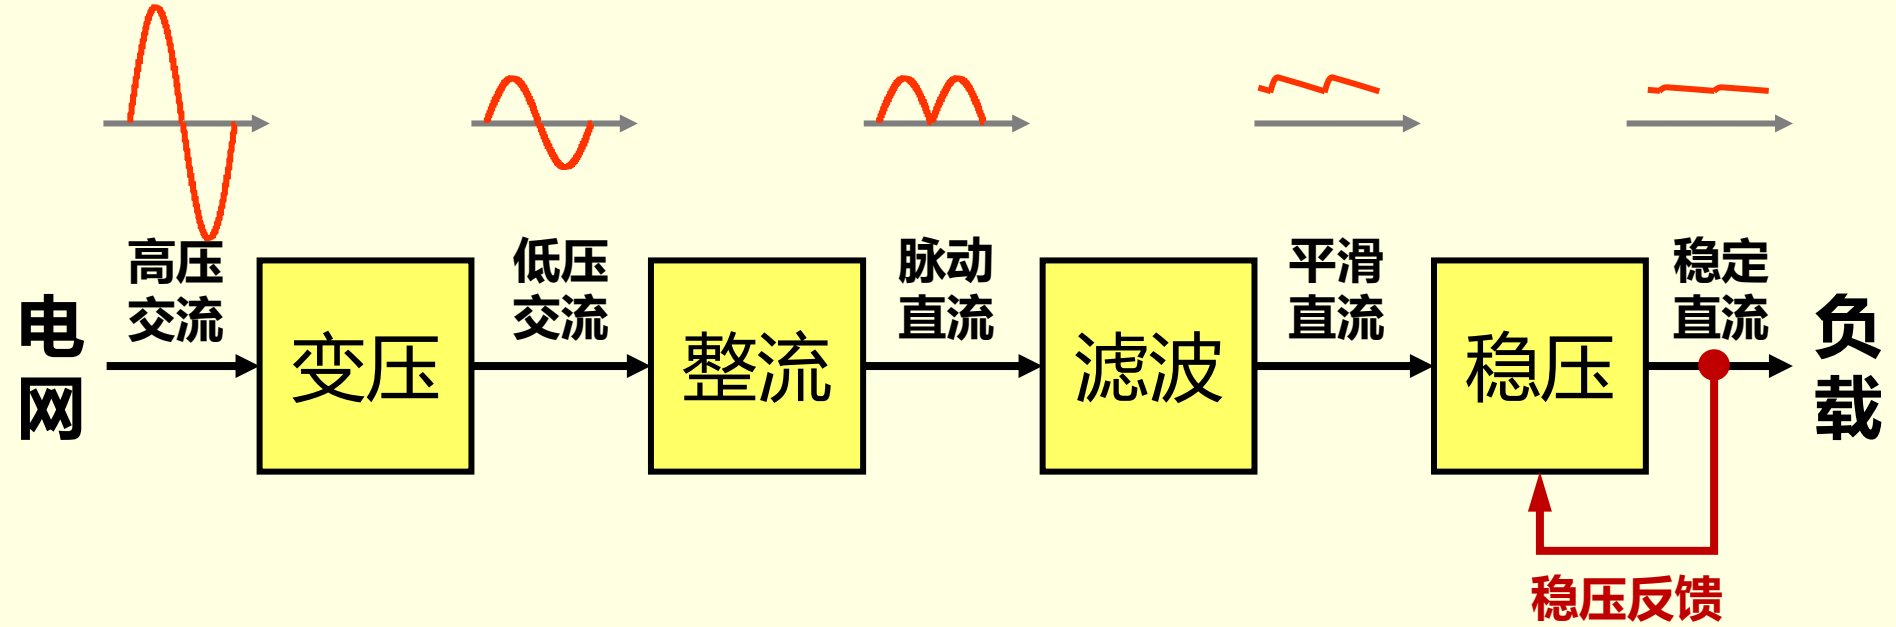 电
网
高压
交流
变压
低压
交流
整流
脉动
直流
滤波
平滑
直流
稳压
稳定
直流
负
载
稳压反馈